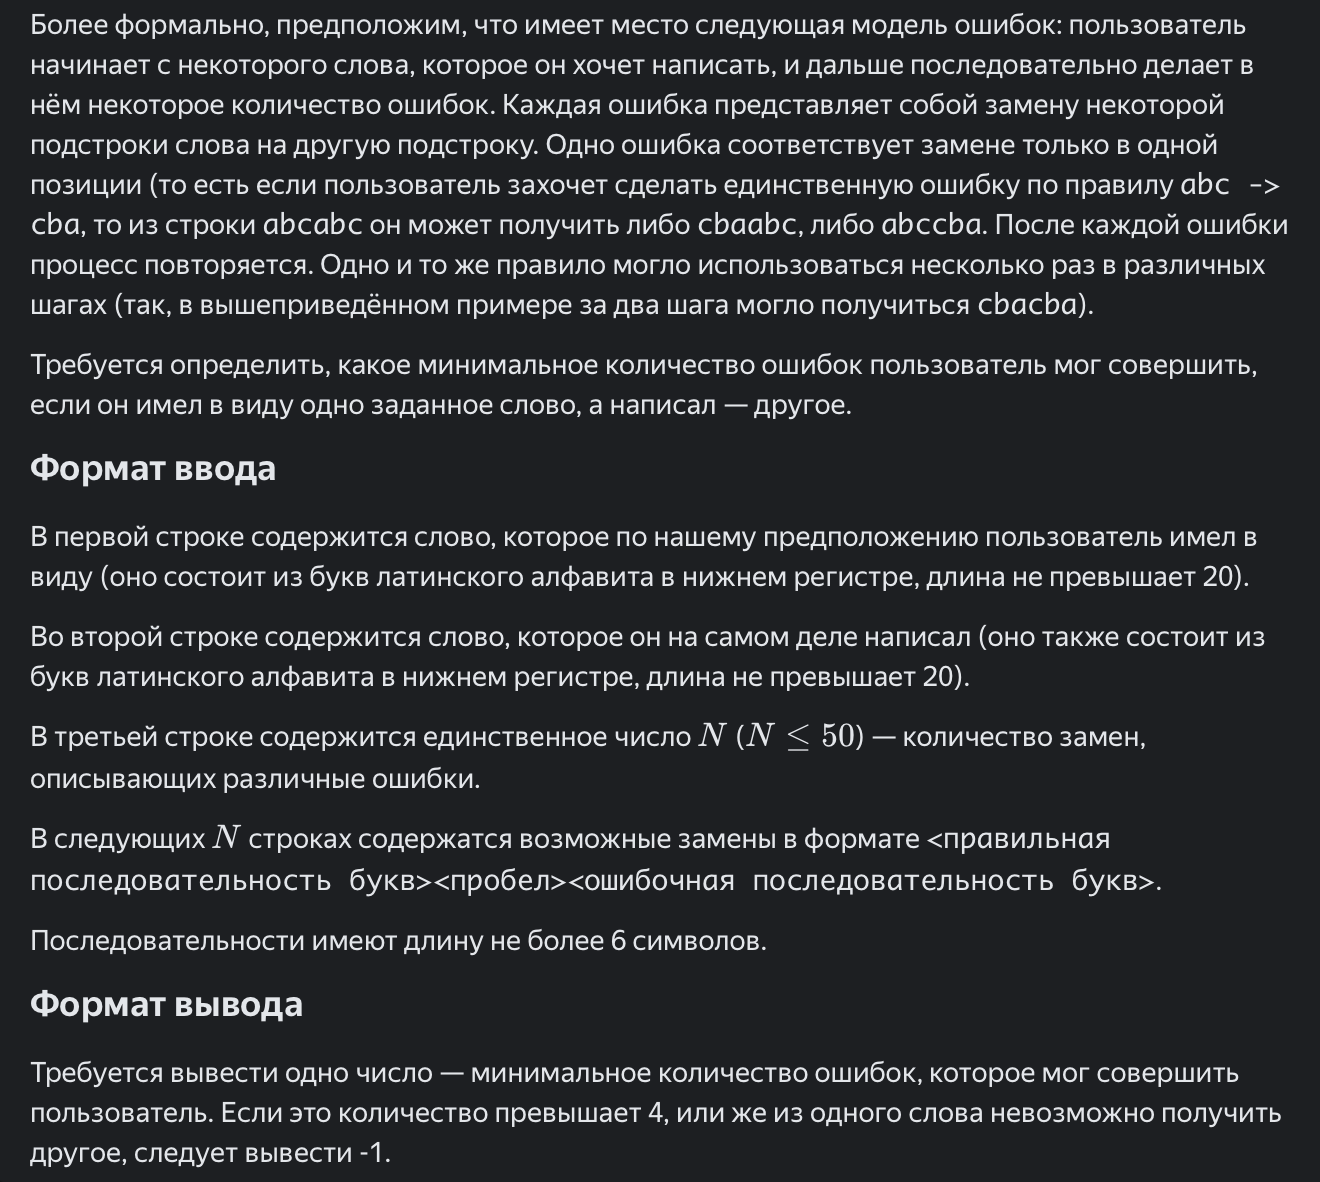 Более формально, предположим, что имеет место следующая модель ошибок: пользователь
начинает с некоторого слова, которое он хочет написать, и дальше последовательно делает в
нём некоторое количество ошибок. Каждая ошибка представляет собой замену некоторой
подстроки слова на другую подстроку. Одно ошибка соответствует замене только в одной
позиции (то есть если пользователь захочет сделать единственную ошибку по правилу abc ->
cba, то из строки abcabc он может получить либо cbaabc, либо abccba. После каждой ошибки
процесс повторяется. Одно и то же правило могло использоваться несколько раз в различных
шагах (так, в вышеприведённом примере за два шага могло получиться cbacba).
Требуется определить, какое минимальное количество ошибок пользователь мог совершить,
если он имел в виду одно заданное слово, а написал — другое.
Формат ввода
В первой строке содержится слово, которое по нашему предположению пользователь имел в
виду (оно состоит из букв латинского алфавита в нижнем регистре, длина не превышает 20).
Во второй строке содержится слово, которое он на самом деле написал (оно также состоит из
букв латинского алфавита в нижнем регистре, длина не превышает 20).
В третьей строке содержится единственное число N (N ≤ 50) — количество замен,
описывающих различные ошибки.
В следующих N строках содержатся возможные замены в формате <правильная
последовательность букв><пробел><ошибочная последовательность букв>.
Последовательности имеют длину не более 6 символов.
Формат вывода
Требуется вывести одно число — минимальное количество ошибок, которое мог совершить
пользователь. Если это количество превышает 4, или же из одного слова невозможно получить
другое, следует вывести -1.